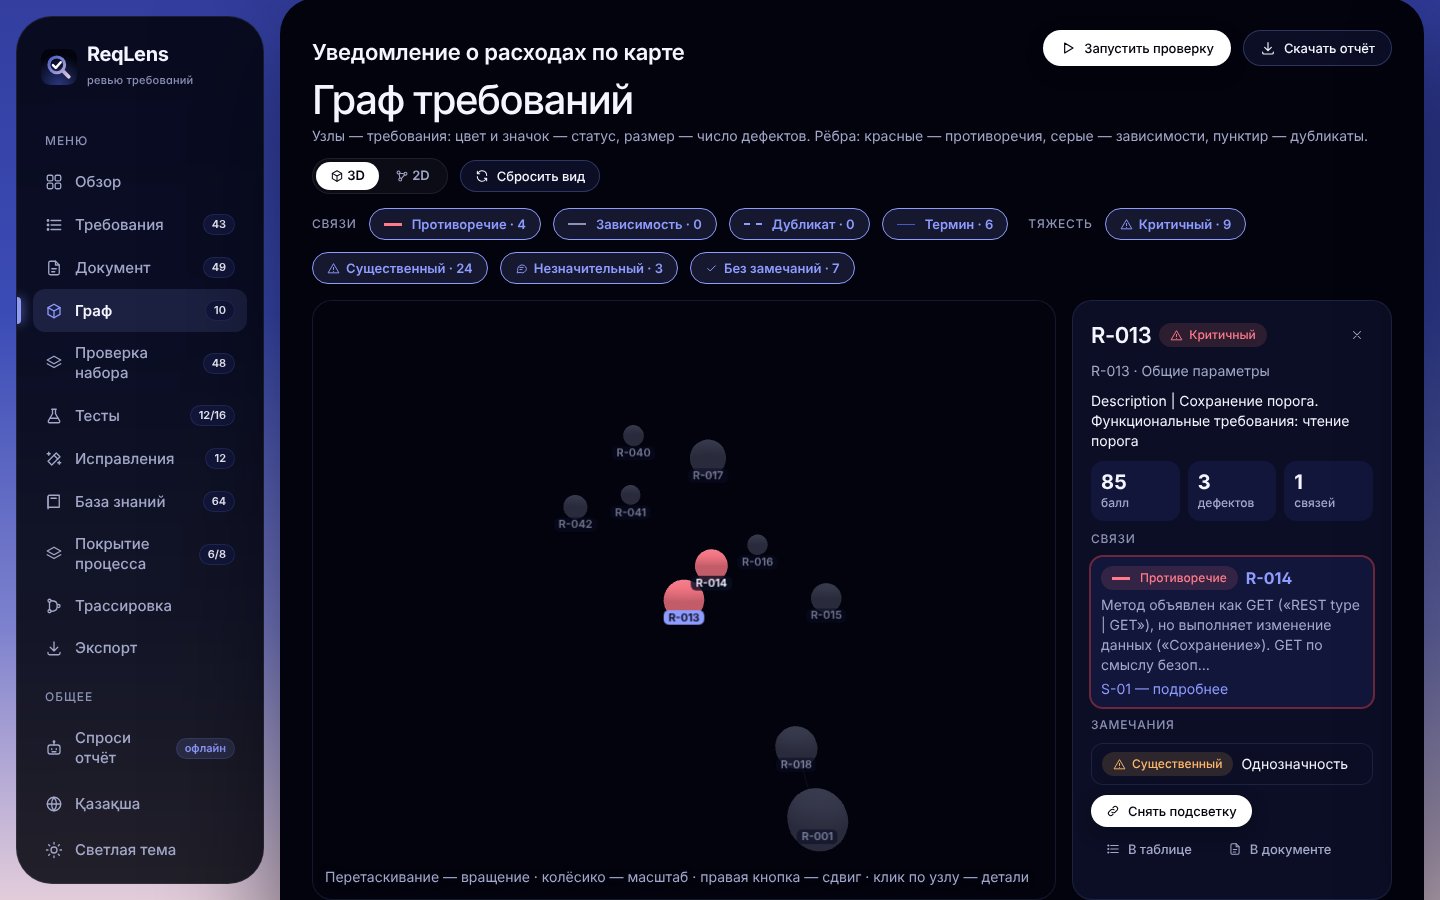 ReqLens
ревью требований
МЕНЮ
Обзор
Требования 43
Документ 49
Граф 10
Проверка
набора 48
Тесты 12/16
Исправления 12
База знаний 64
Покрытие
процесса 6/8
Трассировка
Экспорт
ОБЩЕЕ
Спроси
отчёт офлайн
Қазақша
Светлая тема
Уведомление о расходах по карте
Запустить проверку
Скачать отчёт
Граф требований
Узлы — требования: цвет и значок — статус, размер — число дефектов. Рёбра: красные — противоречия, серые — зависимости, пунктир — дубликаты.
3D 2D Сбросить вид
СВЯЗИ Противоречие · 4 Зависимость · 0 Дубликат · 0 Термин · 6 ТЯЖЕСТЬ Критичный · 9
Существенный · 24 Незначительный · 3 Без замечаний · 7
R-040
R-017
R-041
R-042
R-016
R-014
R-013
R-015
R-018
R-001
Перетаскивание — вращение · колёсико — масштаб · правая кнопка — сдвиг · клик по узлу — детали
R-013 Критичный
R-013 · Общие параметры
Description | Сохранение порога.
Функциональные требования: чтение
порога
85 3 1
балл дефектов связей
СВЯЗИ
Противоречие R-014
Метод объявлен как GET («REST type
| GET»), но выполняет изменение
данных («Сохранение»). GET по
смыслу безоп...
S-01 — подробнее
ЗАМЕЧАНИЯ
Существенный Однозначность
Снять подсветку
В таблице В документе